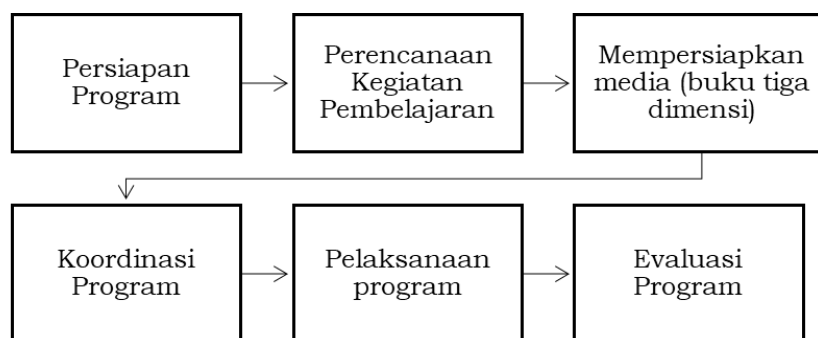 Persiapan
Program
Perencanaan
Kegiatan
Pembelajaran
Mempersiapkan
media (buku tiga
dimensi)
Koordinasi
Program
Pelaksanaan
program
Evaluasi
Program